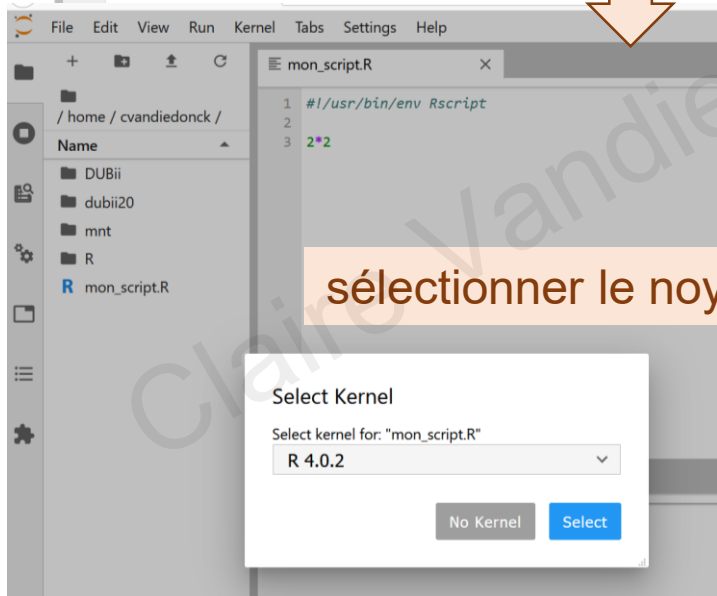 File Edit View Run Kernel Tabs Settings Help
mon_script.R
/ home / cvandiedonck /
Name
DUBii
dubii20
mnt
R
R mon_script.R
1 #!/usr/bin/env Rscript
2
3 2*2
sélectionner le noy
Claire Vandie
Select Kernel
Select kernel for: "mon_script.R"
R 4.0.2
No Kernel Select